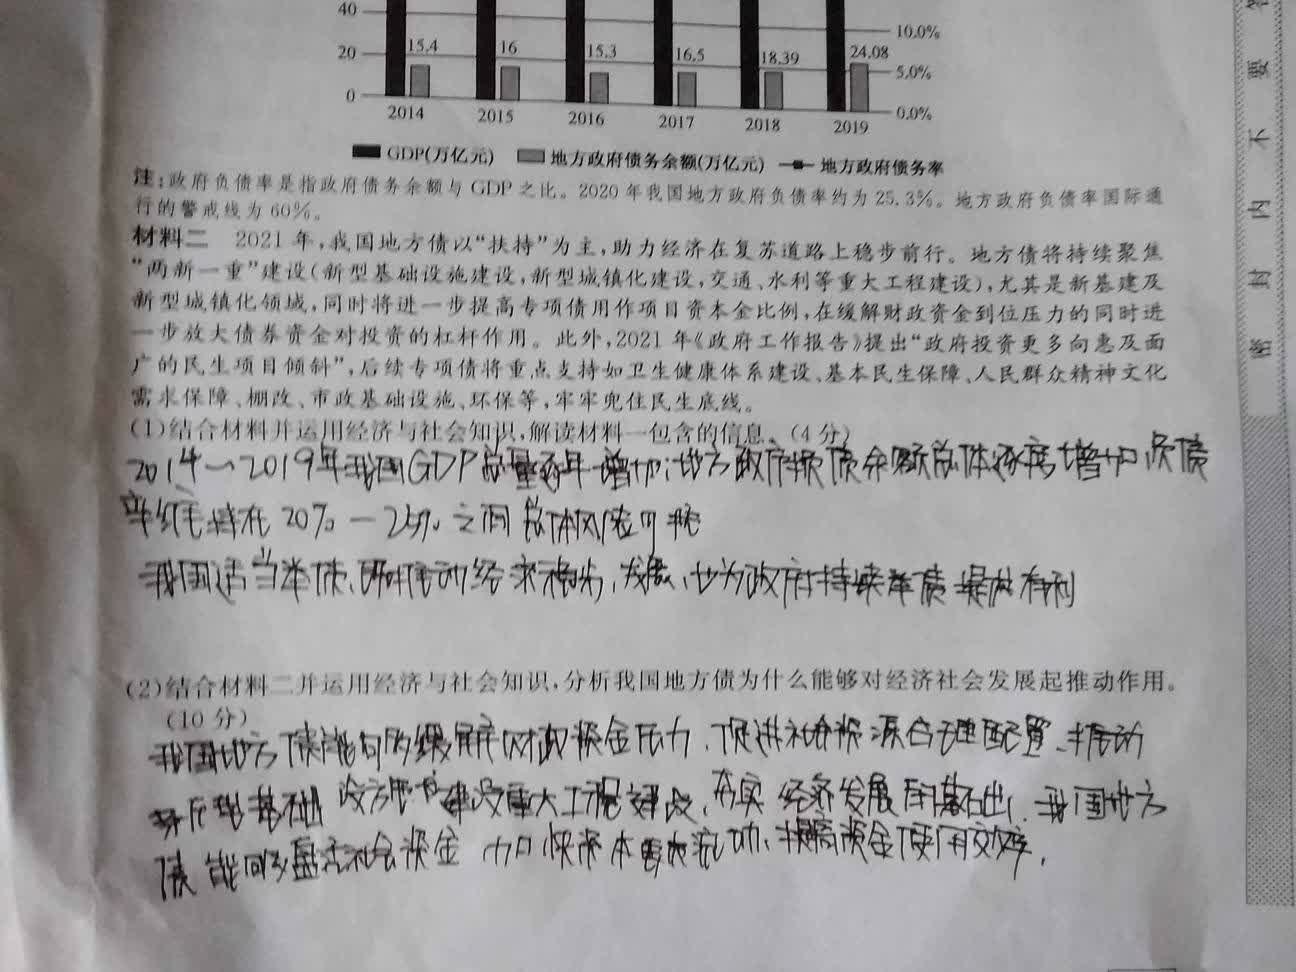 40
20
0
15.4 16 15.3 16.5 18.39 24.08
10.0%
5.0%
0.0%
2014 2015 2016 2017 2018 2019
GDP(万亿元) 地方政府债务余额(万亿元) 地方政府债务率
注:政府负债率是指政府债务余额与GDP之比。2020年我国地方政府负债率约为25.3%。地方政府负债率国际通
行的警戒线为60%。
材料二 2021年,我国地方债以“扶持”为主,助力经济在复苏道路上稳步前行。地方债将持续聚焦
“两新一重”建设(新型基础设施建设,新型城镇化建设,交通、水利等重大工程建设),尤其是新基建及
新型城镇化领域,同时将进一步提高专项债用作项目资本金比例,在缓解财政资金到位压力的同时进
一步放大债券资金对投资的杠杆作用。此外,2021年《政府工作报告》提出“政府投资更多向惠及面
广的民生项目倾斜”,后续专项债将重点支持如卫生健康体系建设、基本民生保障、人民群众精神文化
需求保障、棚改、市政基础设施、环保等,牢牢兜住民生底线。
(1)结合材料并运用经济与社会知识,解读材料一包含的信息。(4分)
2014—2019年我国GDP总量逐年增加;地方政府债余额总体逐年增加 负债
率维持在20%—25%之间 总体风险可控
我国适当举债,既推动经济稳步发展,也为政府持续举债提供有利
(2)结合材料二并运用经济与社会知识,分析我国地方债为什么能够对经济社会发展起推动作用。
(10分)
我国地方债能够缓解财政资金压力,促进社会资源合理配置、推动
新型基础设施建设重大工程建设,夯实经济发展的基础。我国地方
债能够盘活社会资金 加快资本流动,提高资金使用效率,
密 封 内 不 要